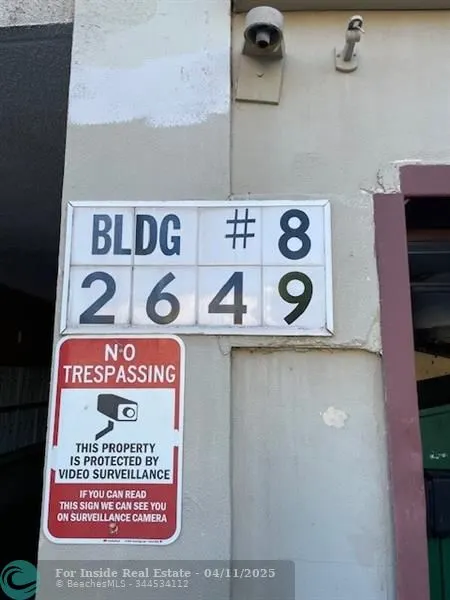 BLDG # 8
2649
NO
TRESPASSING
THIS PROPERTY
IS PROTECTED BY
VIDEO SURVEILLANCE
IF YOU CAN READ
THIS SIGN WE CAN SEE YOU
ON SURVEILLANCE CAMERA
For Inside Real Estate - 04/11/2025
© BeachesMLS - 344534112